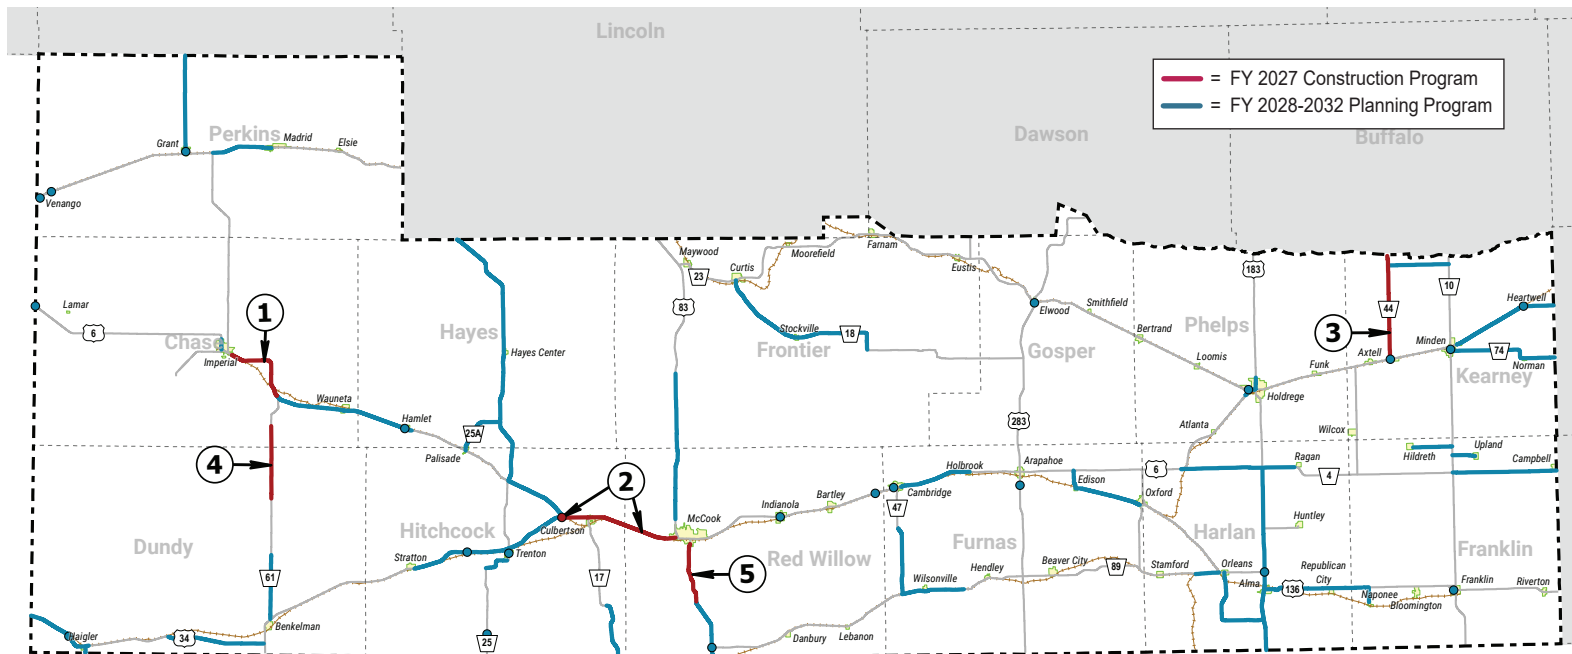 Lincoln
= FY 2027 Construction Program
= FY 2028-2032 Planning Program
Dawson
Buffalo
Perkins
Grant
Madrid
Elsie
Venango
Maywood
23
Curtis
Moorefield
Farnam
Eustis
183
10
44
Heartwell
Lamar
6
1
Chase
Imperial
Hayes
Hayes Center
83
Stockville
18
Frontier
Elwood
Smithfield
Bertrand
Gosper
Phelps
Loomis
3
Funk
Axtell
Minden
74
Norman
Kearney
Wauneta
Hamlet
25A
Palisade
283
Holdrege
Atlanta
Wilcox
Hildreth
Upland
Campbell
4
2
Holbrook
Arapahoe
6
Ragan
4
Edison
Oxford
Cambridge
Indianola
Bartley
47
McCook
Culbertson
Hitchcock
Dundy
Stratton
Trenton
Red Willow
Furnas
Harlan
Huntley
Franklin
5
61
17
Wilsonville
Hendley
Beaver City
89
Stamford
Orleans
Alma
136
Republican
City
Naponee
Bloomington
Franklin
Riverton
Haigler
34
Benkelman
25
Danbury
Lebanon